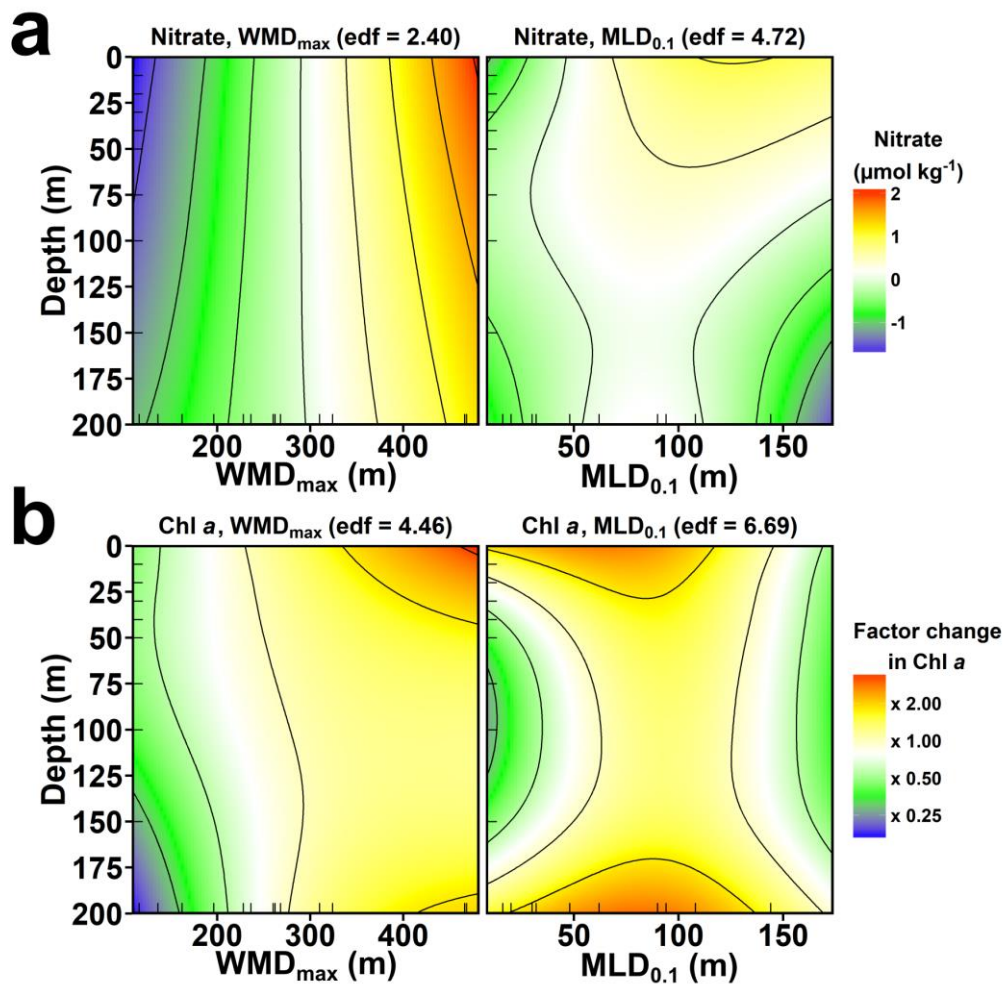 a
Nitrate, WMDmax (edf = 2.40)
Nitrate, MLD0.1 (edf = 4.72)
0
25
50
75
100
125
150
175
200
Depth (m)
200 300 400
WMDmax (m)
50 100 150
MLD0.1 (m)
Nitrate
(µmol kg-1)
2
1
0
-1
b
Chl a, WMDmax (edf = 4.46)
Chl a, MLD0.1 (edf = 6.69)
0
25
50
75
100
125
150
175
200
Depth (m)
200 300 400
WMDmax (m)
50 100 150
MLD0.1 (m)
Factor change
in Chl a
x 2.00
x 1.00
x 0.50
x 0.25